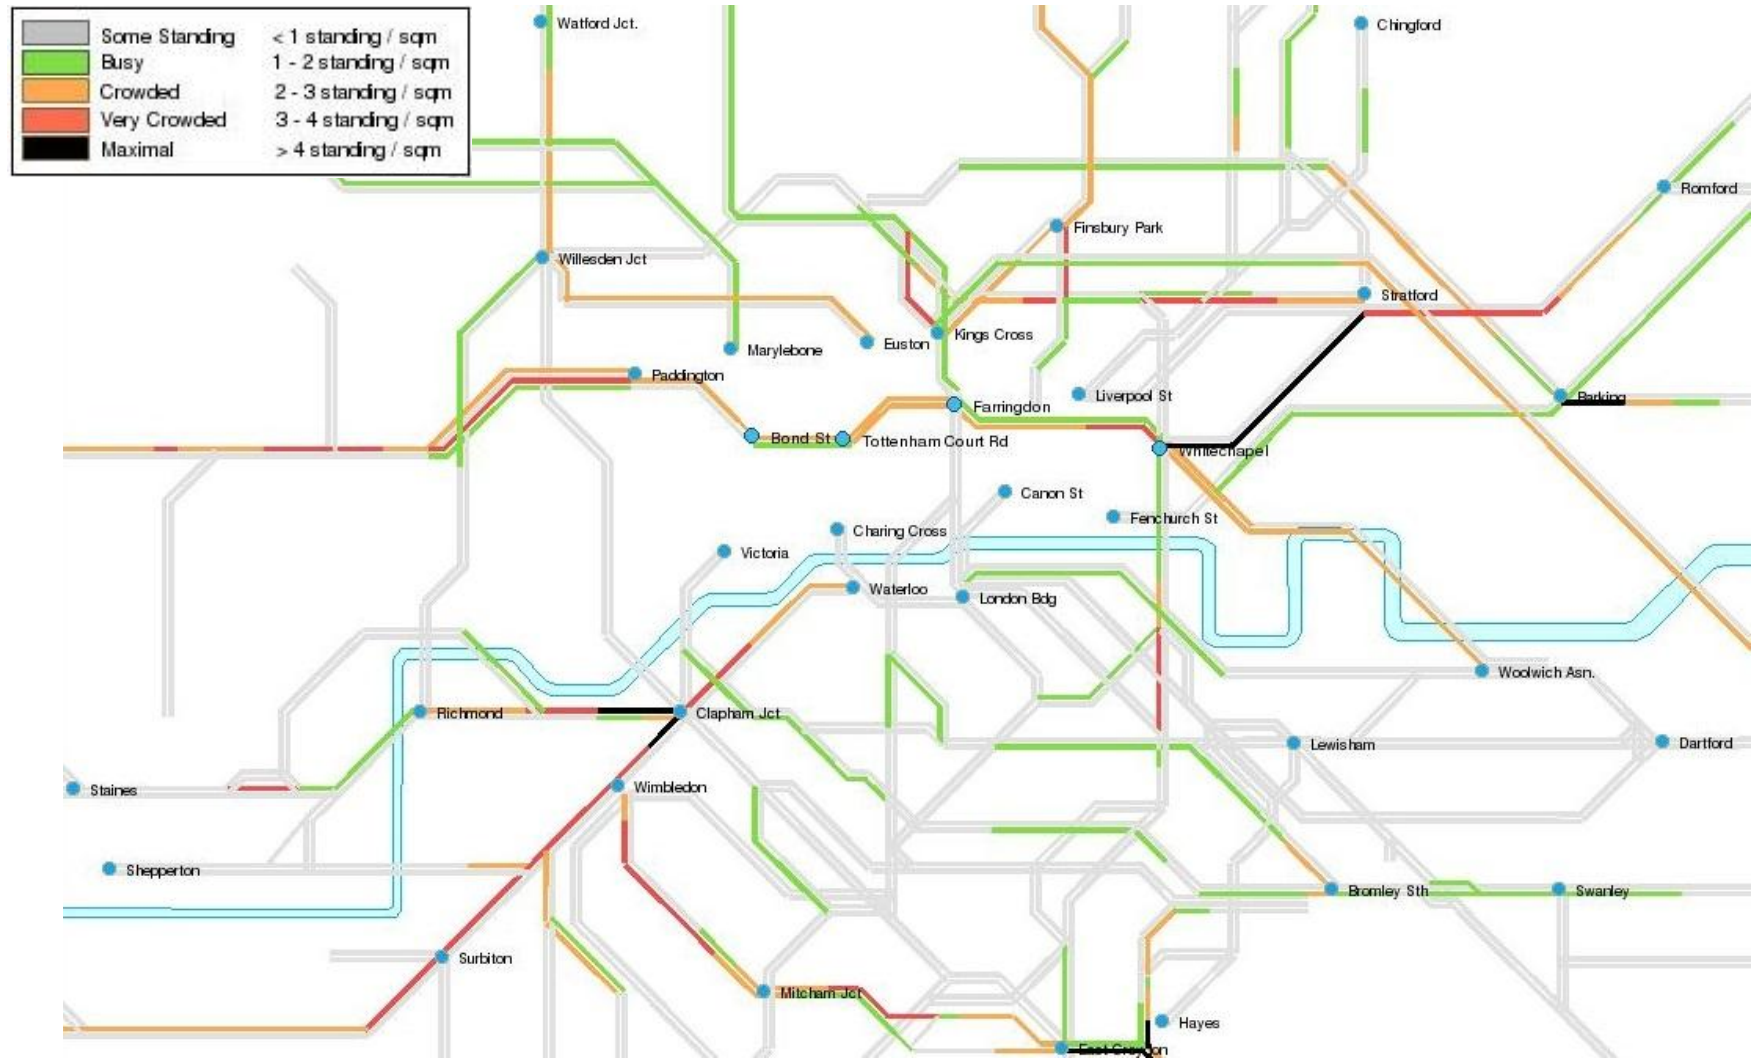 Some Standing < 1 standing / sqm
Busy 1 - 2 standing / sqm
Crowded 2 - 3 standing / sqm
Very Crowded 3 - 4 standing / sqm
Maximal > 4 standing / sqm
Watford Jct.
Chingford
Romford
Finsbury Park
Willesden Jct
Stratford
Kings Cross
Euston
Marylebone
Paddington
Liverpool St
Barking
Farringdon
Bond St
Tottenham Court Rd
Whitechapel
Canon St
Fenchurch St
Charing Cross
Victoria
Waterloo
London Bdg
Woolwich Asn.
Richmond
Clapham Jct
Lewisham
Dartford
Staines
Wimbledon
Shepperton
Bromley Sth
Swanley
Surbiton
Mitcham Jct
Hayes
East Croydon